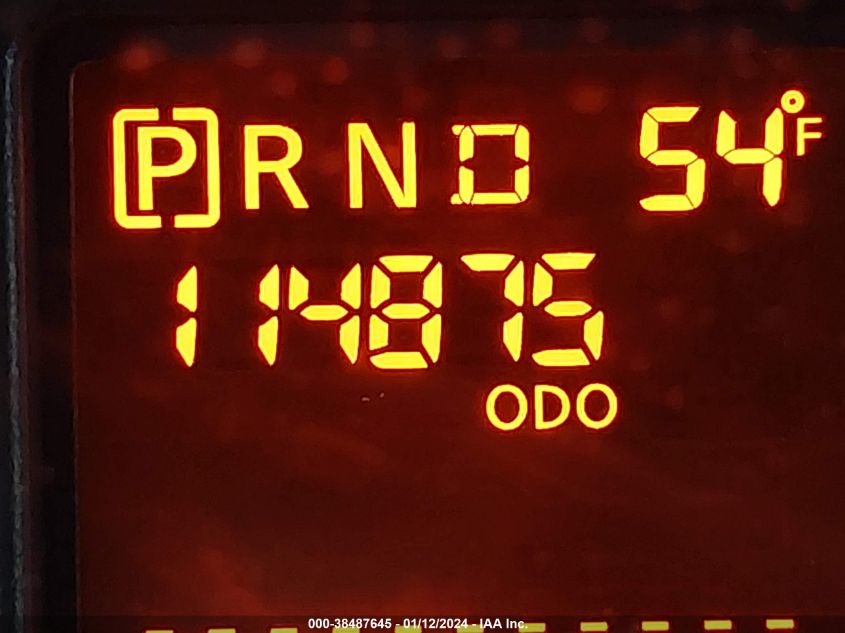 P R N D 54°F
114875
ODO
000-38487645 - 01/12/2024 - IAA Inc.